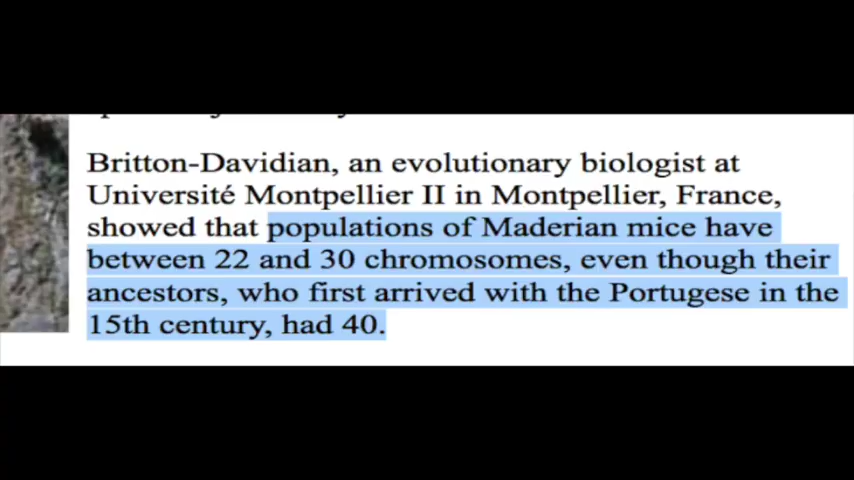 Britton-Davidian, an evolutionary biologist at
Université Montpellier II in Montpellier, France,
showed that populations of Maderian mice have
between 22 and 30 chromosomes, even though their
ancestors, who first arrived with the Portugese in the
15th century, had 40.